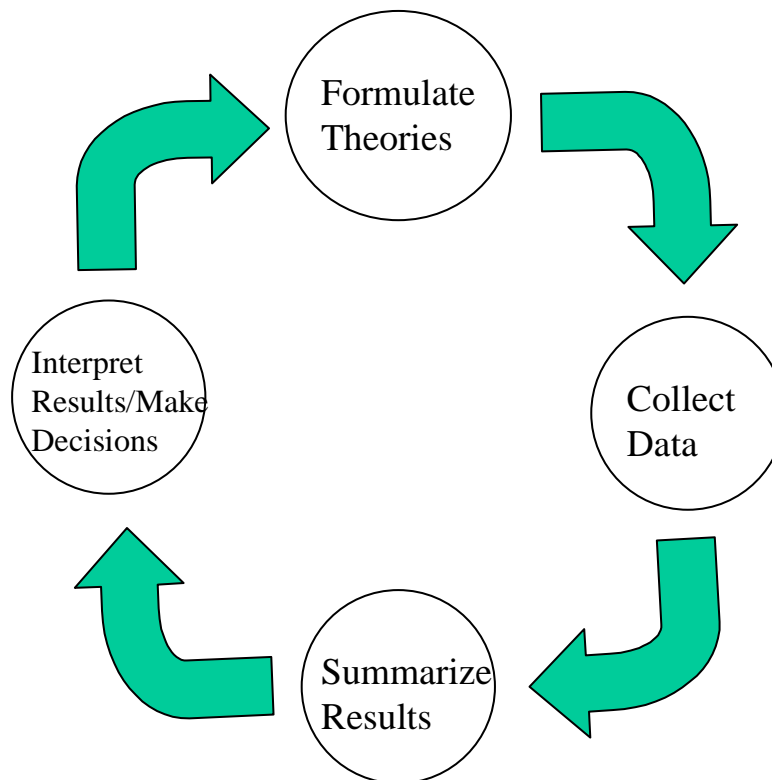 Formulate
Theories
Collect
Data
Summarize
Results
Interpret
Results/Make
Decisions